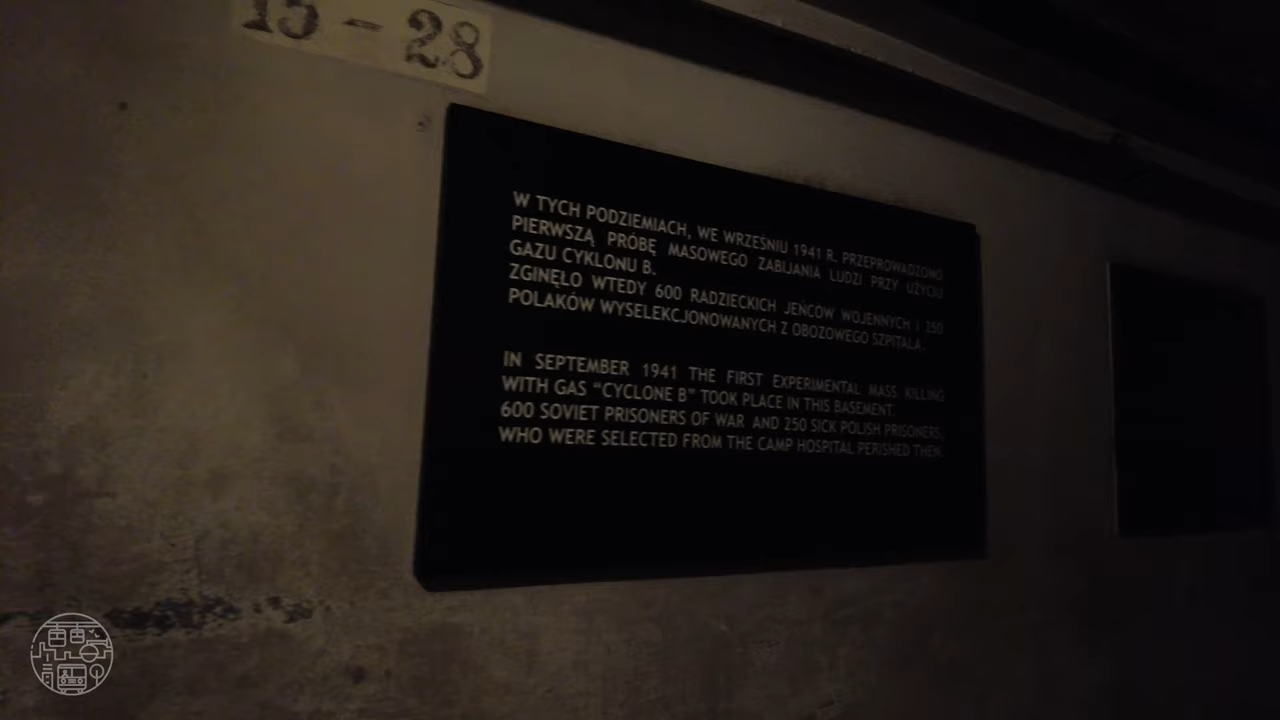 15 - 28
W TYCH PODZIEMIACH, WE WRZEŚNIU 1941 R. PRZEPROWADZONO
PIERWSZĄ PRÓBĘ MASOWEGO ZABIJANIA LUDZI PRZY UŻYCIU
GAZU CYKLONU B.
ZGINĘŁO WTEDY 600 RADZIECKICH JEŃCÓW WOJENNYCH I 250
POLAKÓW WYSELEKCJONOWANYCH Z OBOZOWEGO SZPITALA.
IN SEPTEMBER 1941 THE FIRST EXPERIMENTAL MASS KILLING
WITH GAS "CYCLONE B" TOOK PLACE IN THIS BASEMENT.
600 SOVIET PRISONERS OF WAR AND 250 SICK POLISH PRISONERS,
WHO WERE SELECTED FROM THE CAMP HOSPITAL PERISHED THEN.